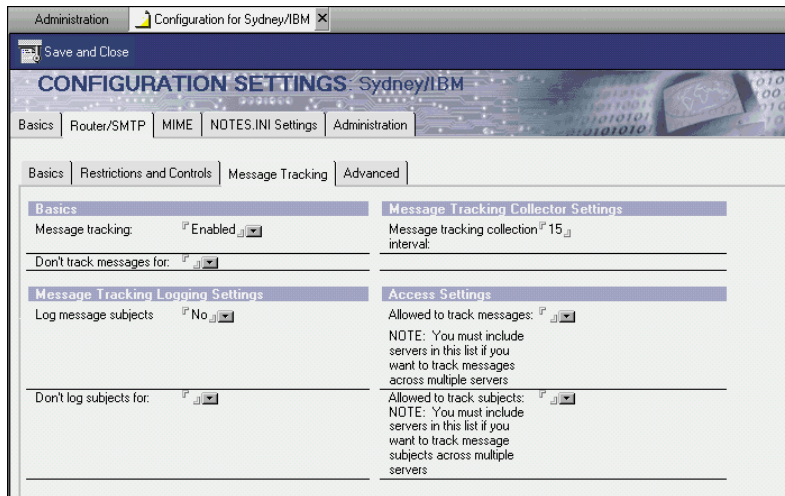 Administration
Configuration for Sydney/IBM
Save and Close
CONFIGURATION SETTINGS: Sydney/IBM
Basics
Router/SMTP
MIME
NOTES.INI Settings
Administration
Basics
Restrictions and Controls
Message Tracking
Advanced
Basics
Message tracking: Enabled
Don't track messages for:
Message Tracking Collector Settings
Message tracking collection 15
interval:
Message Tracking Logging Settings
Log message subjects No
Don't log subjects for:
Access Settings
Allowed to track messages:
NOTE: You must include
servers in this list if you
want to track messages
across multiple servers
Allowed to track subjects:
NOTE: You must include
servers in this list if you
want to track message
subjects across multiple
servers